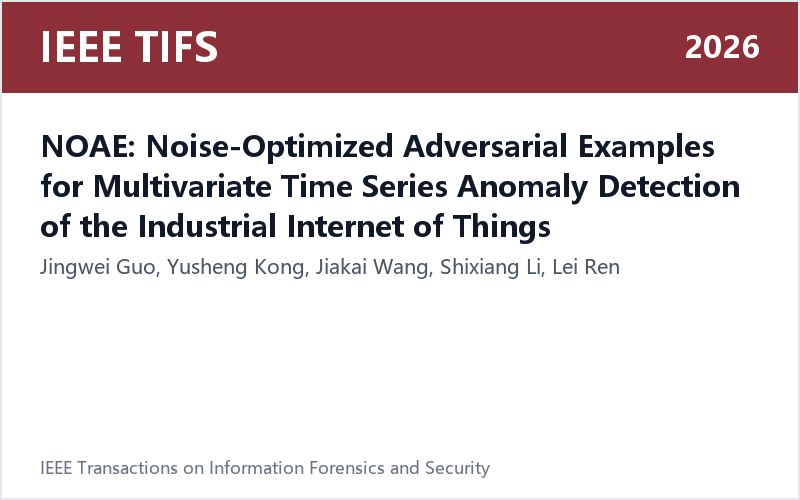 IEEE TIFS
2026
NOAE: Noise-Optimized Adversarial Examples
for Multivariate Time Series Anomaly Detection
of the Industrial Internet of Things
Jingwei Guo, Yusheng Kong, Jiakai Wang, Shixiang Li, Lei Ren
IEEE Transactions on Information Forensics and Security